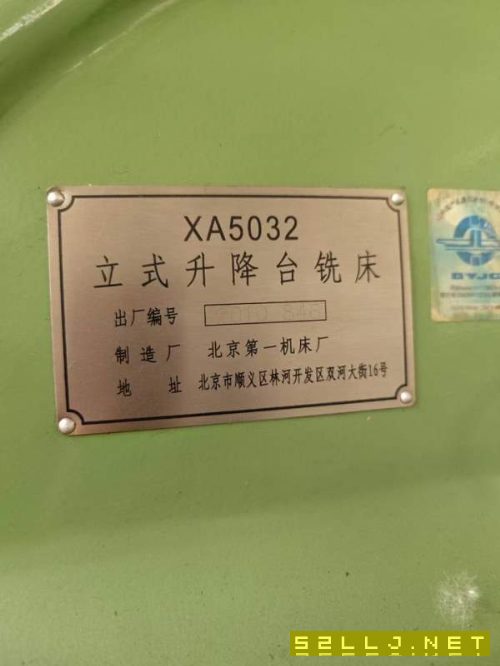 XA5032
立式升降台铣床
出厂编号
制造厂 北京第一机床厂
地址 北京市顺义区林河开发区双河大街16号
BYJC
52LLJ.NET